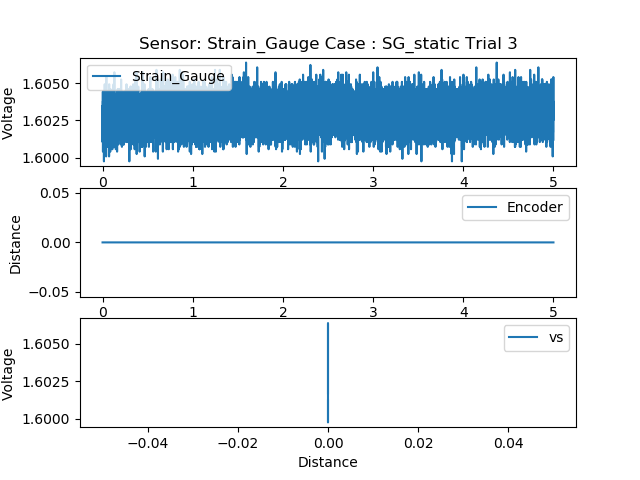 Sensor: Strain_Gauge Case : SG_static Trial 3
Voltage
1.6050
1.6025
1.6000
Strain_Gauge
0 1 2 3 4 5
Distance
0.05
0.00
−0.05
Encoder
0 1 2 3 4 5
Voltage
1.6050
1.6025
1.6000
vs
−0.04 −0.02 0.00 0.02 0.04
Distance